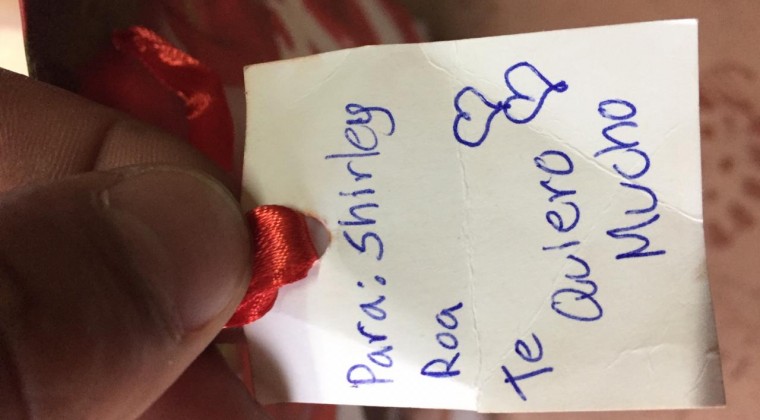 Para: Shirley
Roa
Te
Quiero
Mucho